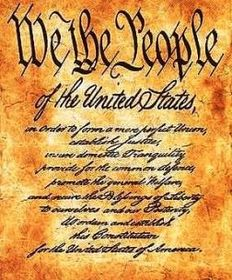 We the People
of the United States,
in Order to form a more perfect Union,
establish Justice,
insure domestic Tranquility,
provide for the common defence,
promote the general Welfare,
and secure the Blessings of Liberty
to ourselves and our Posterity,
do ordain and establish
this Constitution
for the United States of America.